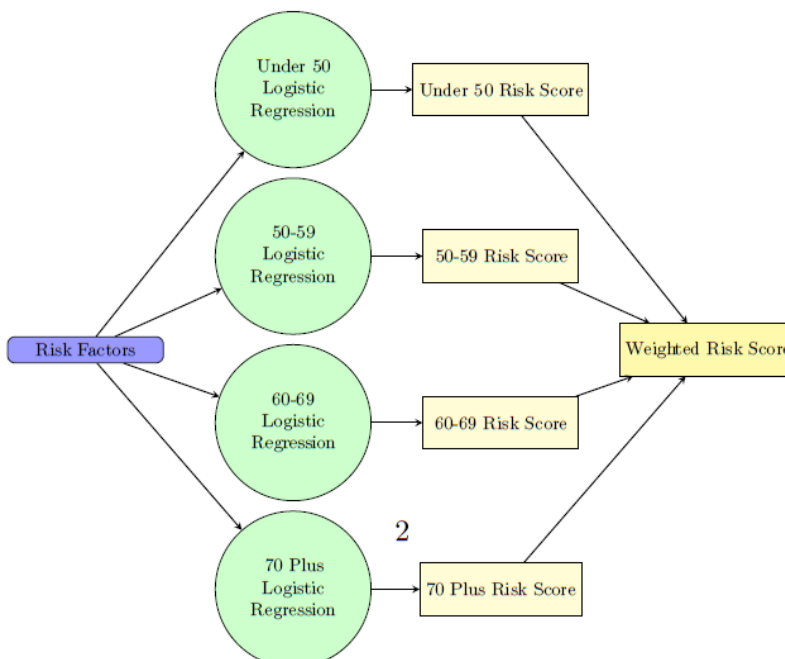 Under 50
Logistic
Regression
Under 50 Risk Score
50-59
Logistic
Regression
50-59 Risk Score
Risk Factors
Weighted Risk Score
60-69
Logistic
Regression
60-69 Risk Score
2
70 Plus
Logistic
Regression
70 Plus Risk Score